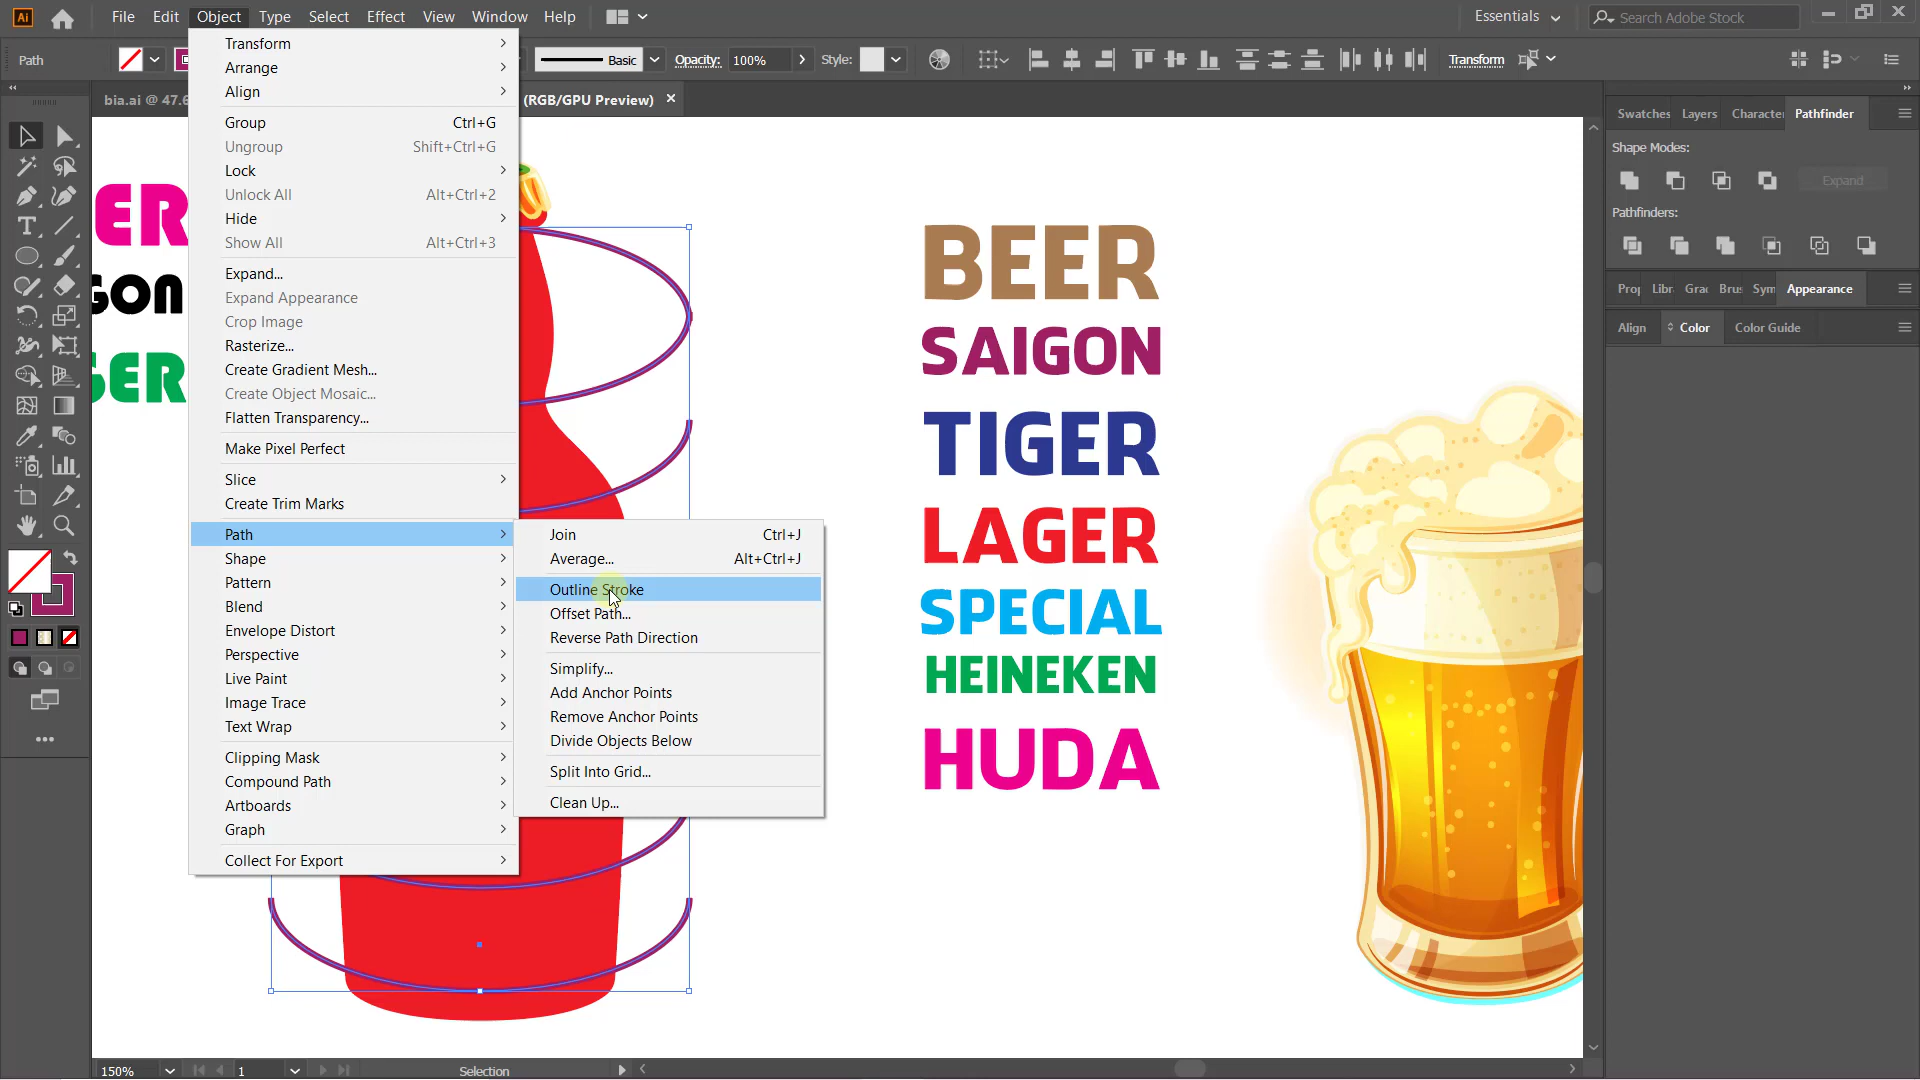 File Edit Object Type Select Effect View Window Help
Essentials
Search Adobe Stock
Path
Basic
Opacity: 100%
Style:
Transform
bia.ai @ 47.6
(RGB/GPU Preview) ×
Transform
Arrange
Align
Group Ctrl+G
Ungroup Shift+Ctrl+G
Lock
Unlock All Alt+Ctrl+2
Hide
Show All Alt+Ctrl+3
Expand...
Expand Appearance
Crop Image
Rasterize...
Create Gradient Mesh...
Create Object Mosaic...
Flatten Transparency...
Make Pixel Perfect
Slice
Create Trim Marks
Path
Shape
Pattern
Blend
Envelope Distort
Perspective
Live Paint
Image Trace
Text Wrap
Clipping Mask
Compound Path
Artboards
Graph
Collect For Export
Join Ctrl+J
Average... Alt+Ctrl+J
Outline Stroke
Offset Path...
Reverse Path Direction
Simplify...
Add Anchor Points
Remove Anchor Points
Divide Objects Below
Split Into Grid...
Clean Up...
ER
GON
GER
BEER
SAIGON
TIGER
LAGER
SPECIAL
HEINEKEN
HUDA
Swatches Layers Character Pathfinder
Shape Modes:
Expand
Pathfinders:
Prop Libr Grad Brus Sym Appearance
Align Color Color Guide
150% 1 Selection